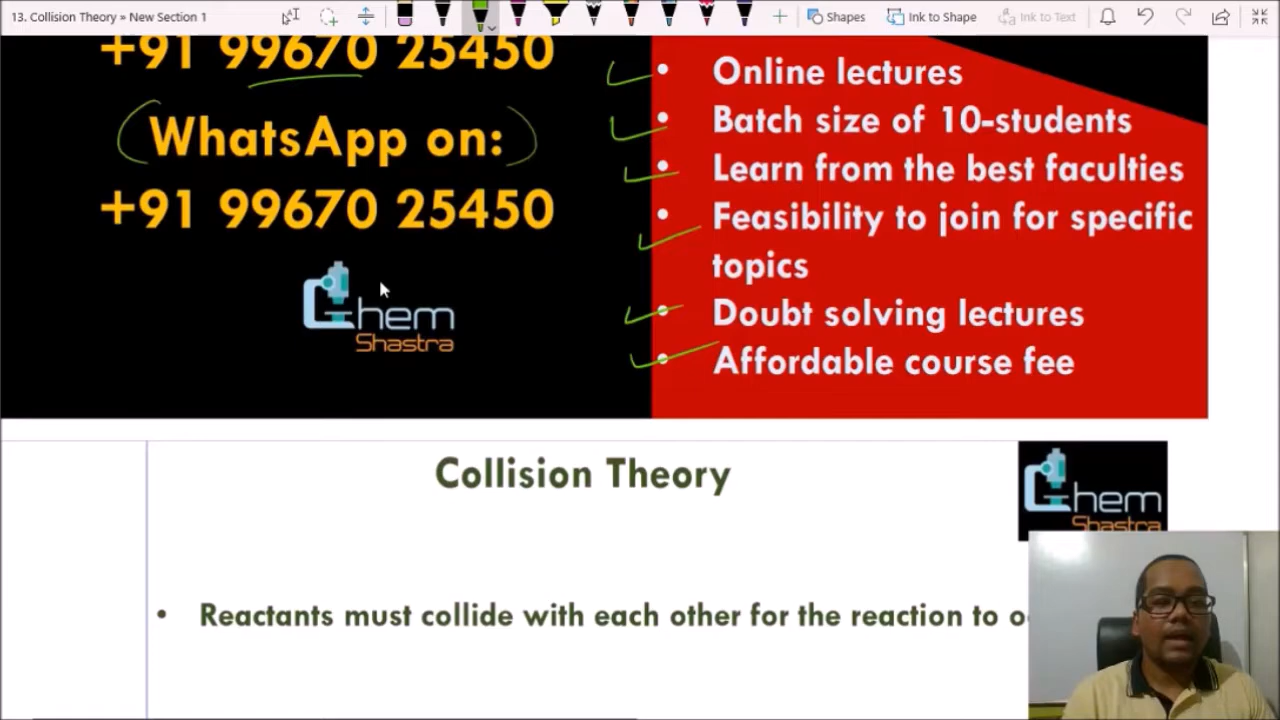 13. Collision Theory » New Section 1
Shapes
Ink to Shape
Ink to Text
+91 99670 25450
WhatsApp on:
+91 99670 25450
Chem
Shastra
• Online lectures
• Batch size of 10-students
• Learn from the best faculties
• Feasibility to join for specific
topics
• Doubt solving lectures
• Affordable course fee
Collision Theory
Chem
Shastra
• Reactants must collide with each other for the reaction to